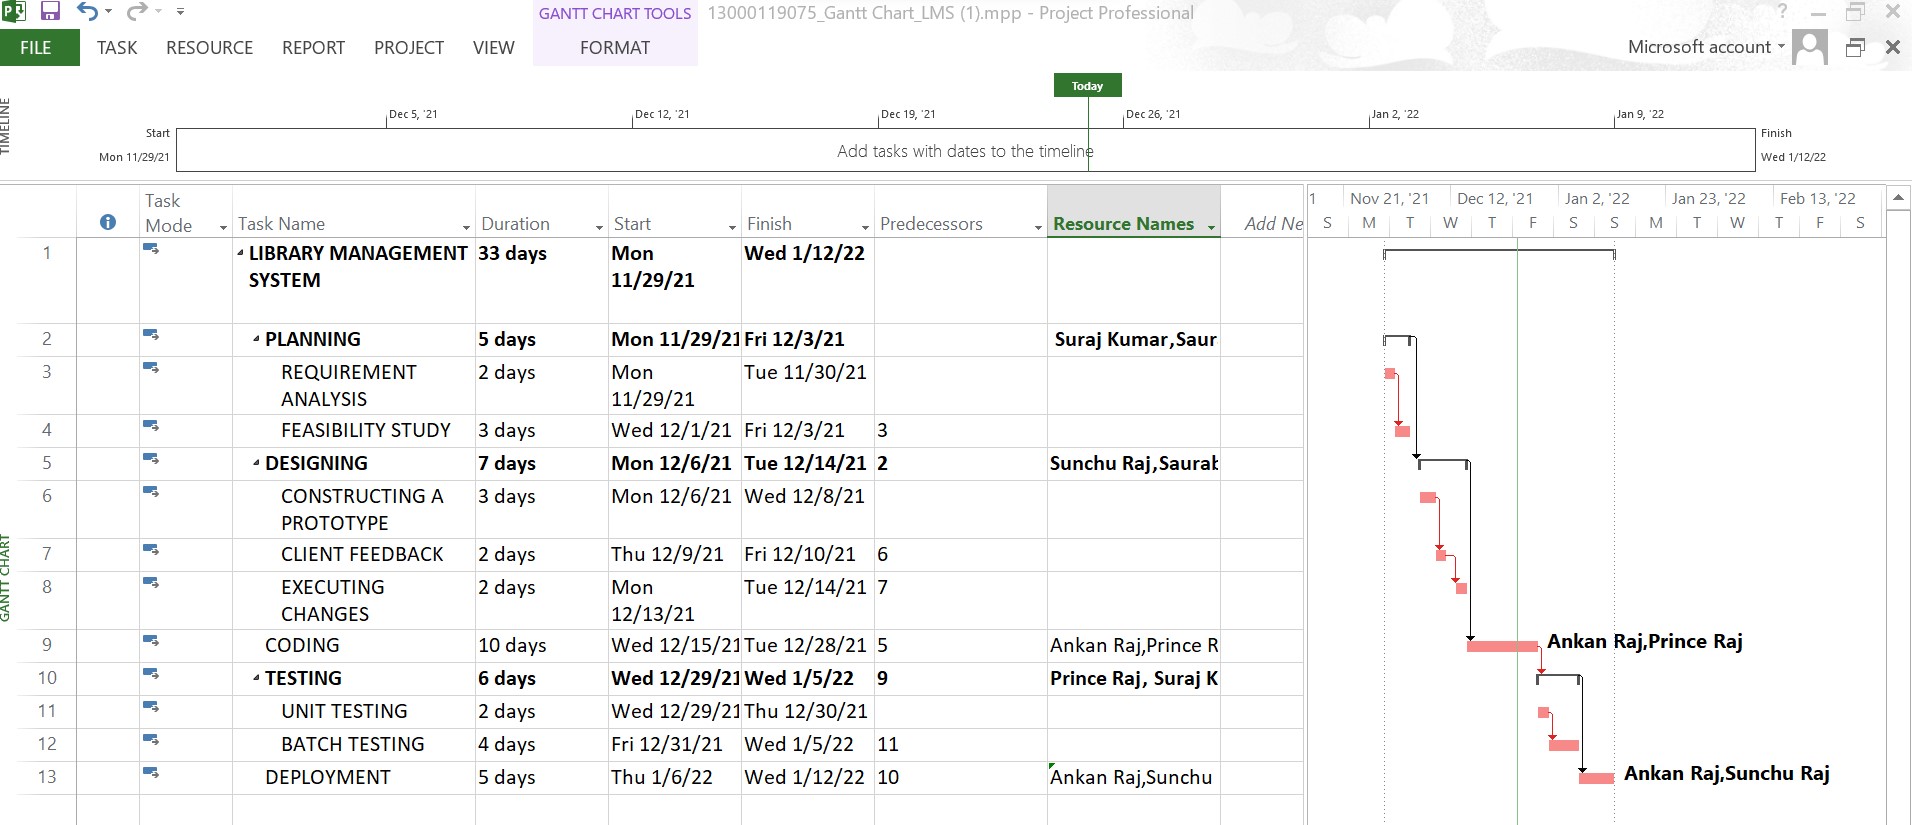 GANTT CHART TOOLS
13000119075_Gantt Chart_LMS (1).mpp - Project Professional
?
FILE TASK RESOURCE REPORT PROJECT VIEW FORMAT
Microsoft account
TIMELINE
Today
Dec 5, '21 Dec 12, '21 Dec 19, '21 Dec 26, '21 Jan 2, '22 Jan 9, '22
Start
Mon 11/29/21
Add tasks with dates to the timeline
Finish
Wed 1/12/22
GANTT CHART
Task Mode Task Name Duration Start Finish Predecessors Resource Names Add Ne
1 Nov 21, '21 Dec 12, '21 Jan 2, '22 Jan 23, '22 Feb 13, '22
S M T W T F S S M T W T F S
1 LIBRARY MANAGEMENT SYSTEM 33 days Mon 11/29/21 Wed 1/12/22
2 PLANNING 5 days Mon 11/29/21 Fri 12/3/21 Suraj Kumar,Saur
3 REQUIREMENT ANALYSIS 2 days Mon 11/29/21 Tue 11/30/21
4 FEASIBILITY STUDY 3 days Wed 12/1/21 Fri 12/3/21 3
5 DESIGNING 7 days Mon 12/6/21 Tue 12/14/21 2 Sunchu Raj,Saurab
6 CONSTRUCTING A PROTOTYPE 3 days Mon 12/6/21 Wed 12/8/21
7 CLIENT FEEDBACK 2 days Thu 12/9/21 Fri 12/10/21 6
8 EXECUTING CHANGES 2 days Mon 12/13/21 Tue 12/14/21 7
9 CODING 10 days Wed 12/15/21 Tue 12/28/21 5 Ankan Raj,Prince R
Ankan Raj,Prince Raj
10 TESTING 6 days Wed 12/29/21 Wed 1/5/22 9 Prince Raj, Suraj K
11 UNIT TESTING 2 days Wed 12/29/21 Thu 12/30/21
12 BATCH TESTING 4 days Fri 12/31/21 Wed 1/5/22 11
13 DEPLOYMENT 5 days Thu 1/6/22 Wed 1/12/22 10 Ankan Raj,Sunchu
Ankan Raj,Sunchu Raj